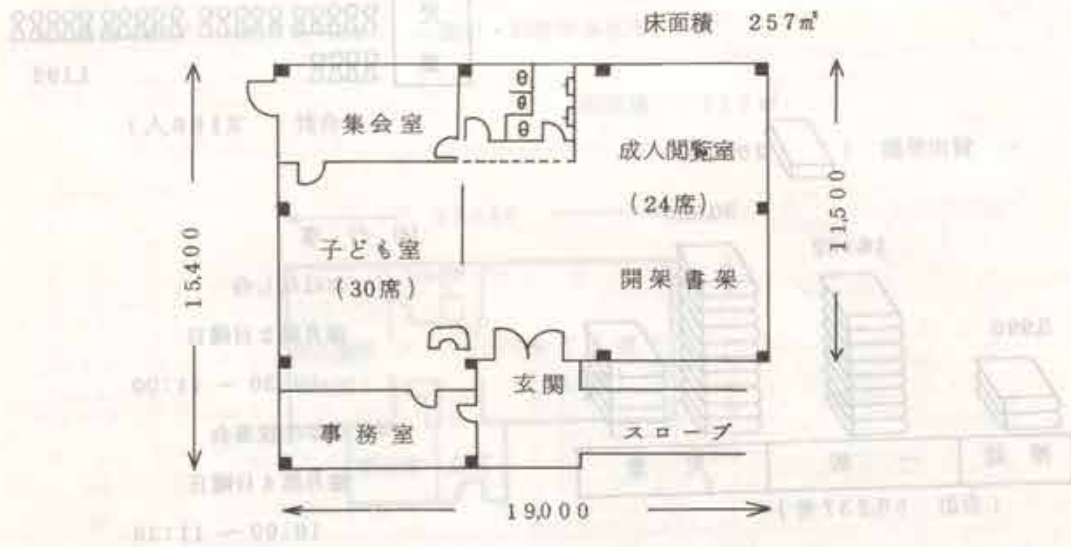 床面積 257㎡
集会室
成人閲覧室
(24席)
子ども室
(30席)
開架書架
玄関
事務室
スロープ
15,400
11,500
19,000